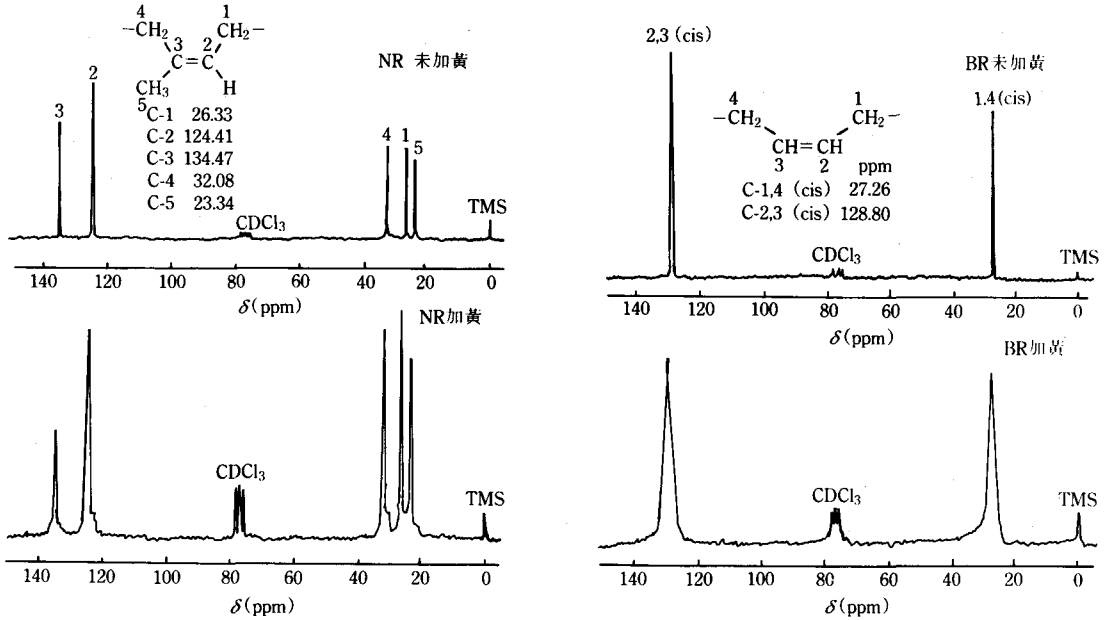 4
1
—CH₂
CH₂—
3
2
C=C
CH₃
H
5
C-1 26.33
C-2 124.41
C-3 134.47
C-4 32.08
C-5 23.34
NR 未加黄
3
2
4
1
5
CDCl₃
TMS
140 120 100 80 60 40 20 0
δ(ppm)
NR加黄
CDCl₃
TMS
140 120 100 80 60 40 20 0
δ(ppm)
2,3 (cis)
BR未加黄
1.4(cis)
4
1
—CH₂
CH₂—
CH=CH
3
2
ppm
C-1,4 (cis) 27.26
C-2,3 (cis) 128.80
CDCl₃
TMS
140 120 100 80 60 40 20 0
δ(ppm)
BR加黄
CDCl₃
TMS
140 120 100 80 60 40 20 0
δ(ppm)